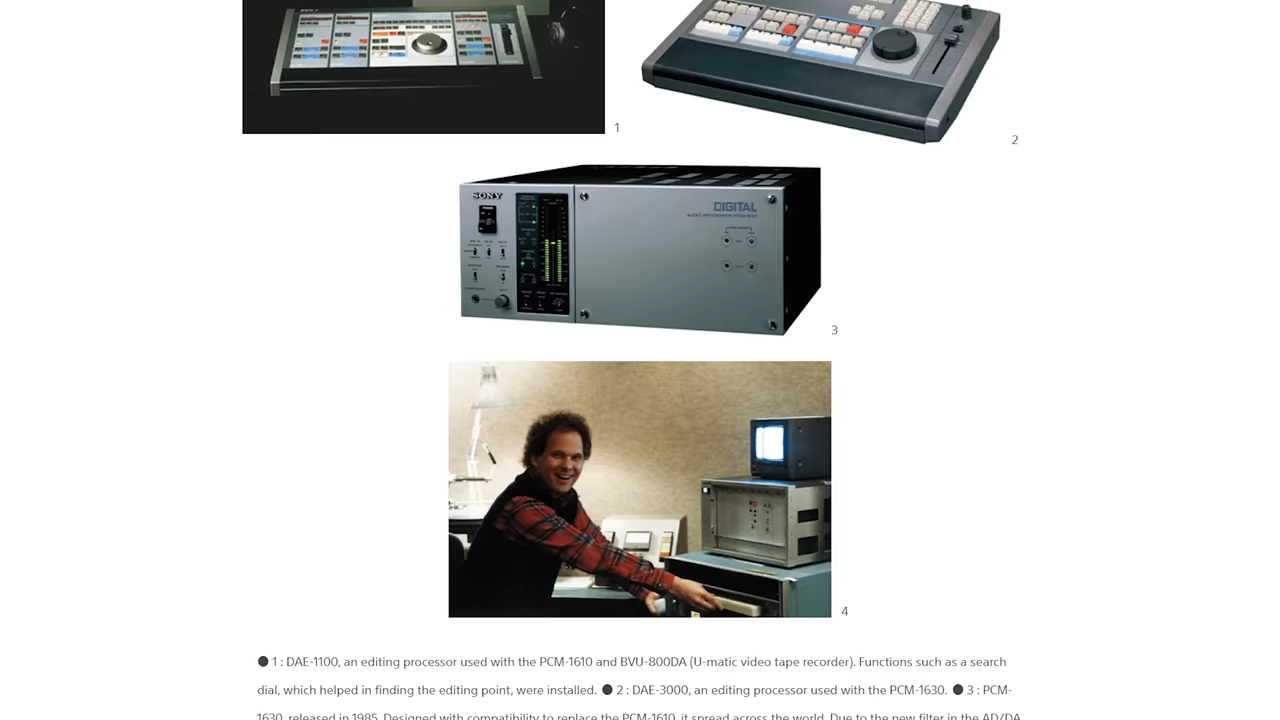 1
2
SONY
DIGITAL
3
4
● 1 : DAE-1100, an editing processor used with the PCM-1610 and BVU-800DA (U-matic video tape recorder). Functions such as a search
dial, which helped in finding the editing point, were installed. ● 2 : DAE-3000, an editing processor used with the PCM-1630. ● 3 : PCM-
1630, released in 1985. Designed with compatibility to replace the PCM-1610, it spread across the world. Due to the new filter in the AD/DA